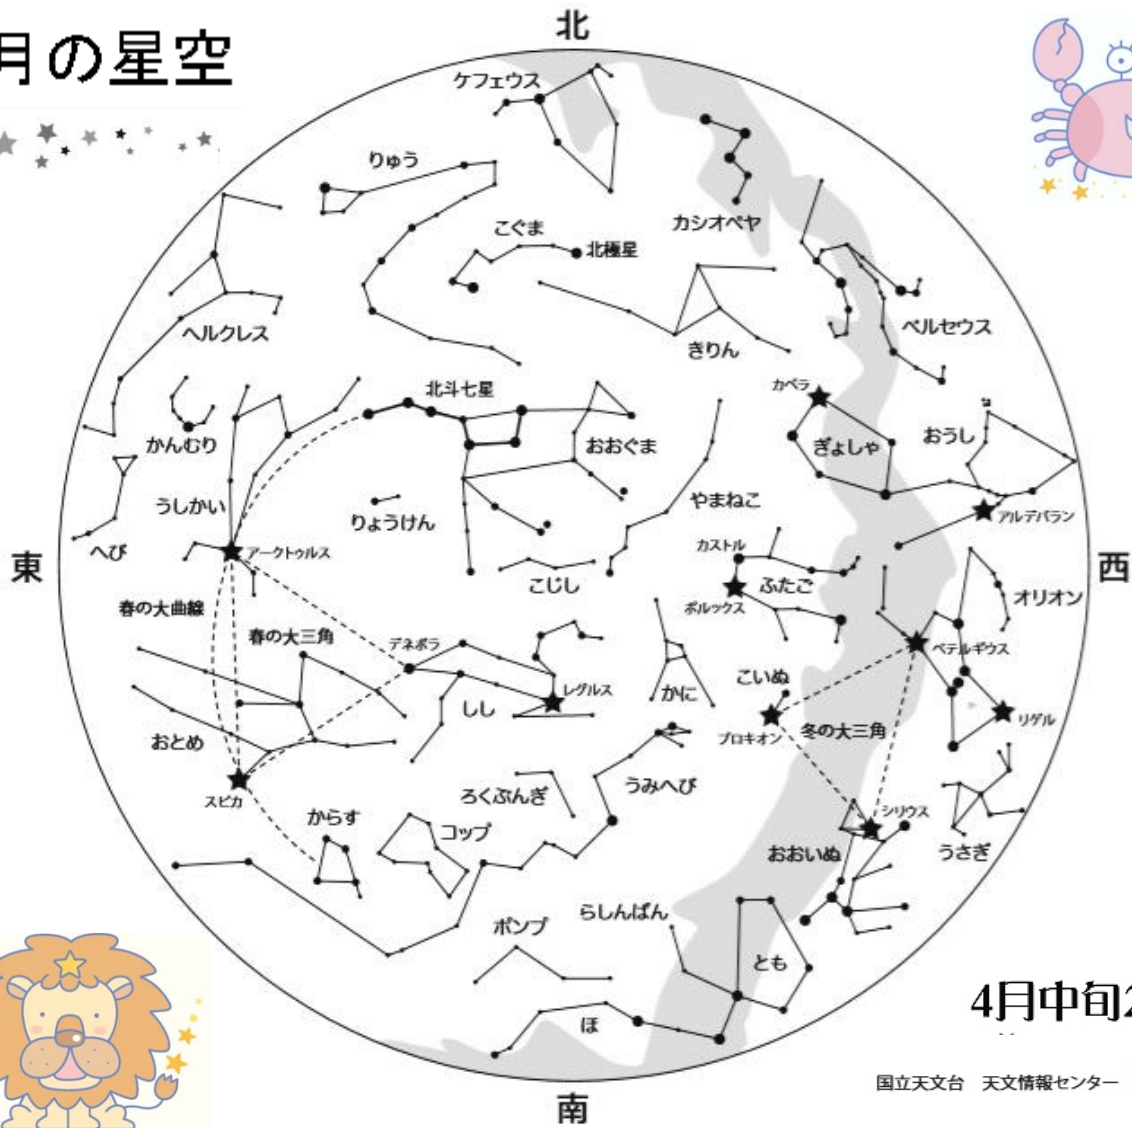 北
月の星空
ケフェウス
りゅう
カシオペヤ
こぐま
北極星
ヘルクレス
ペルセウス
きりん
カペラ
北斗七星
かんむり
おおぐま
ぎょしゃ
おうし
うしかい
りょうけん
やまねこ
アルデバラン
へび
アークトゥルス
カストル
東
西
こじし
ふたご
ポルックス
オリオン
春の大曲線
春の大三角
デネボラ
ベテルギウス
こいぬ
レグルス
かに
しし
リゲル
おとめ
プロキオン
冬の大三角
うみへび
スピカ
ろくぶんぎ
からす
コップ
シリウス
おおいぬ
うさぎ
ポンプ
らしんばん
とも
ほ
4月中旬2
国立天文台 天文情報センター
南